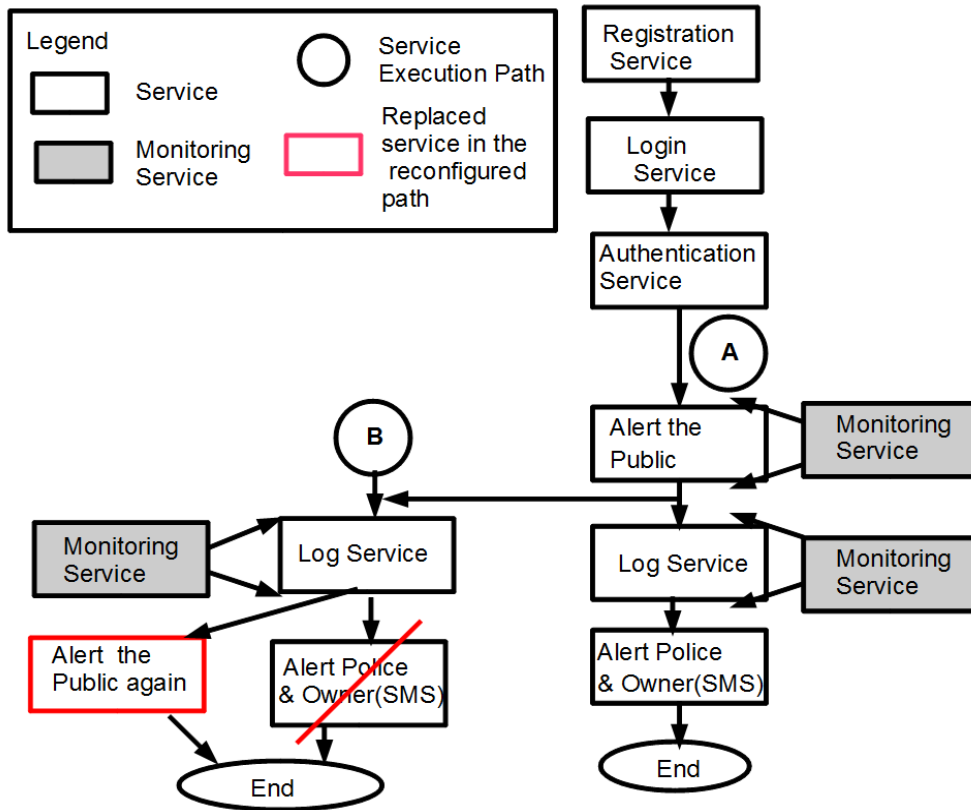 Legend
Service
Execution Path
Service
Monitoring
Service
Replaced
service in the
reconfigured
path
Registration
Service
Login
Service
Authentication
Service
A
Alert the
Public
Monitoring
Service
B
Log Service
Monitoring
Service
Log Service
Monitoring
Service
Alert the
Public again
Alert Police
& Owner(SMS)
Alert Police
& Owner(SMS)
End
End